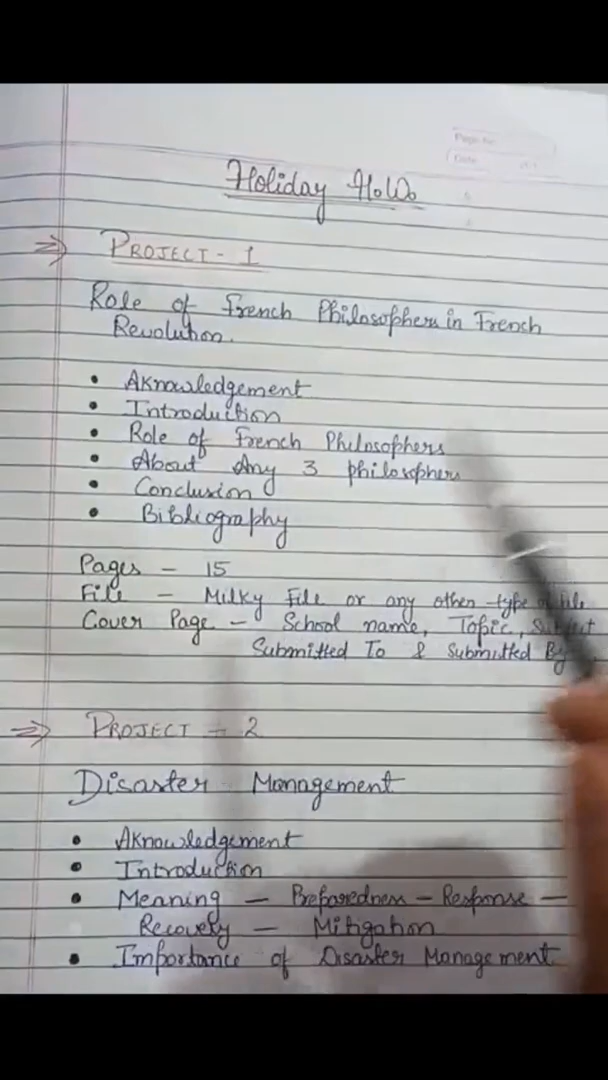 Holiday H.W.
⇒ PROJECT - 1
Role of French Philosophers in French
Revolution.
• Aknowledgement
• Introduction
• Role of French Philosophers
• About Any 3 philosophers
• Conclusion
• Bibliography
Pages - 15
File - Milky File or any other type of file
Cover Page - School name, Topic, Subject
Submitted To & Submitted By
⇒ PROJECT - 2
Disaster Management
• Aknowledgement
• Introduction
• Meaning - Preparedness - Response -
Recovery - Mitigation
• Importance of Disaster Management